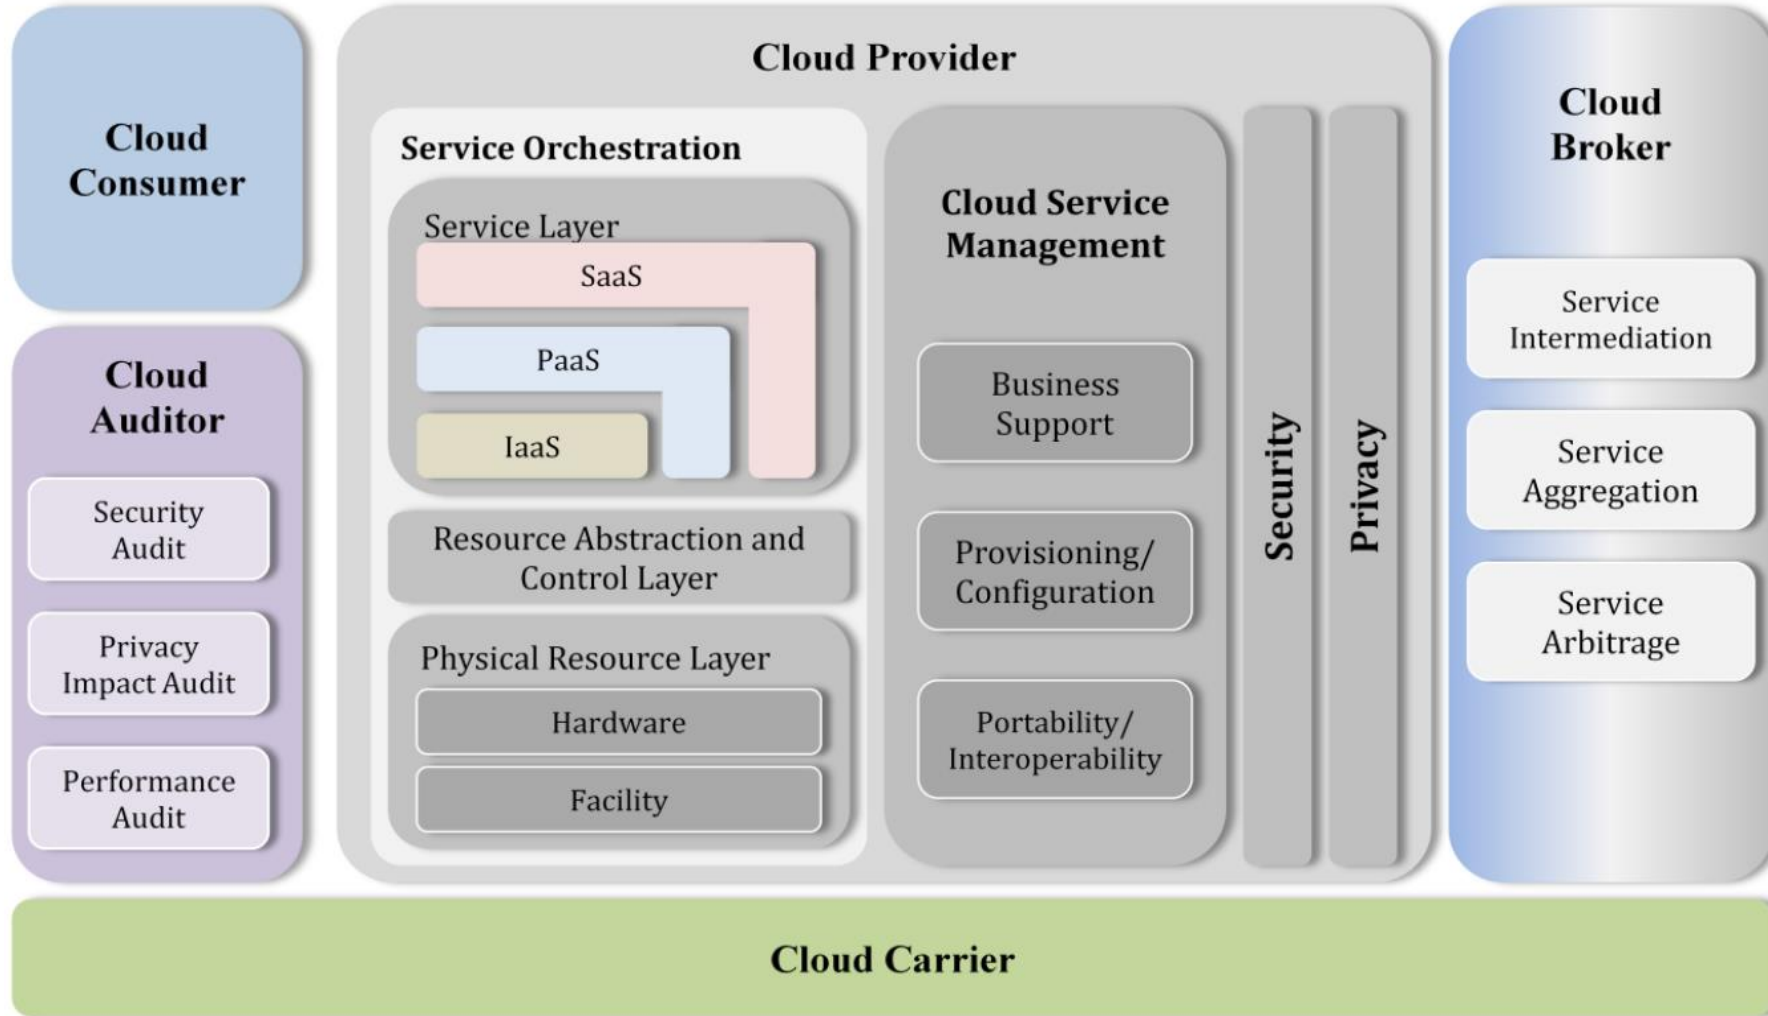 Cloud
Consumer
Cloud
Auditor
Security
Audit
Privacy
Impact Audit
Performance
Audit
Cloud Provider
Service Orchestration
Service Layer
SaaS
PaaS
IaaS
Resource Abstraction and
Control Layer
Physical Resource Layer
Hardware
Facility
Cloud Service
Management
Business
Support
Provisioning/
Configuration
Portability/
Interoperability
Security
Privacy
Cloud
Broker
Service
Intermediation
Service
Aggregation
Service
Arbitrage
Cloud Carrier